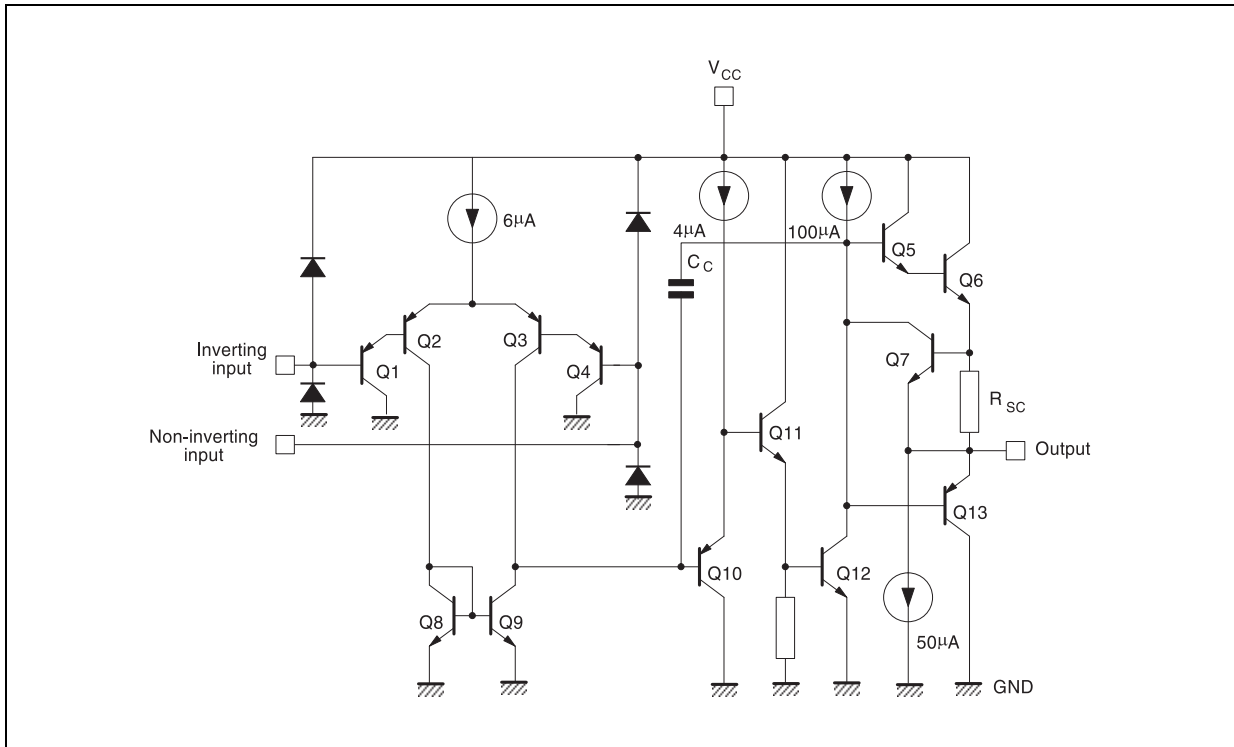 VCC
6µA
4µA
100µA
CC
Q5
Q6
Q2
Q3
Inverting
input
Q1
Q4
Q7
RSC
Non-inverting
input
Q11
Output
Q13
Q10
Q12
Q8
Q9
50µA
GND